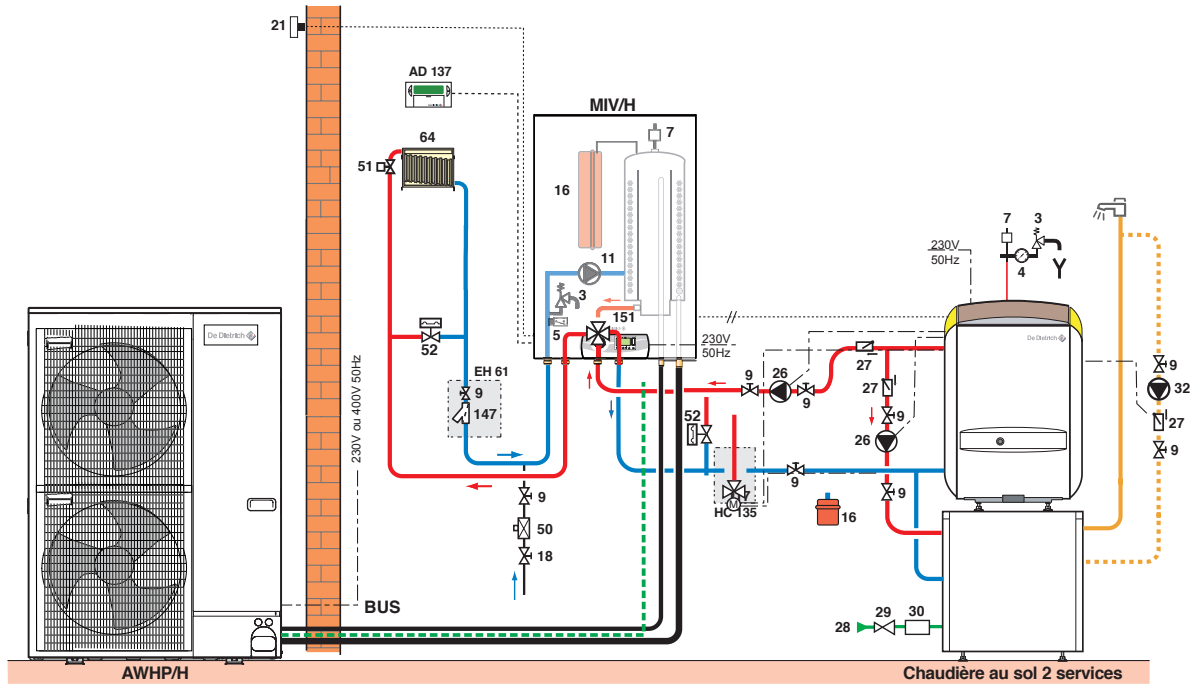 21
AD 137
MIV/H
64
7
51
16
7
3
230V
50Hz
4
11
3
151
5
230V
50Hz
De Dietrich
De Dietrich
52
EH 61
9
147
230V ou 400V 50Hz
9
26
9
27
27
9
32
27
9
9
52
26
9
HC 135
M
9
16
9
50
18
BUS
28
29
30
AWHP/H
Chaudière au sol 2 services